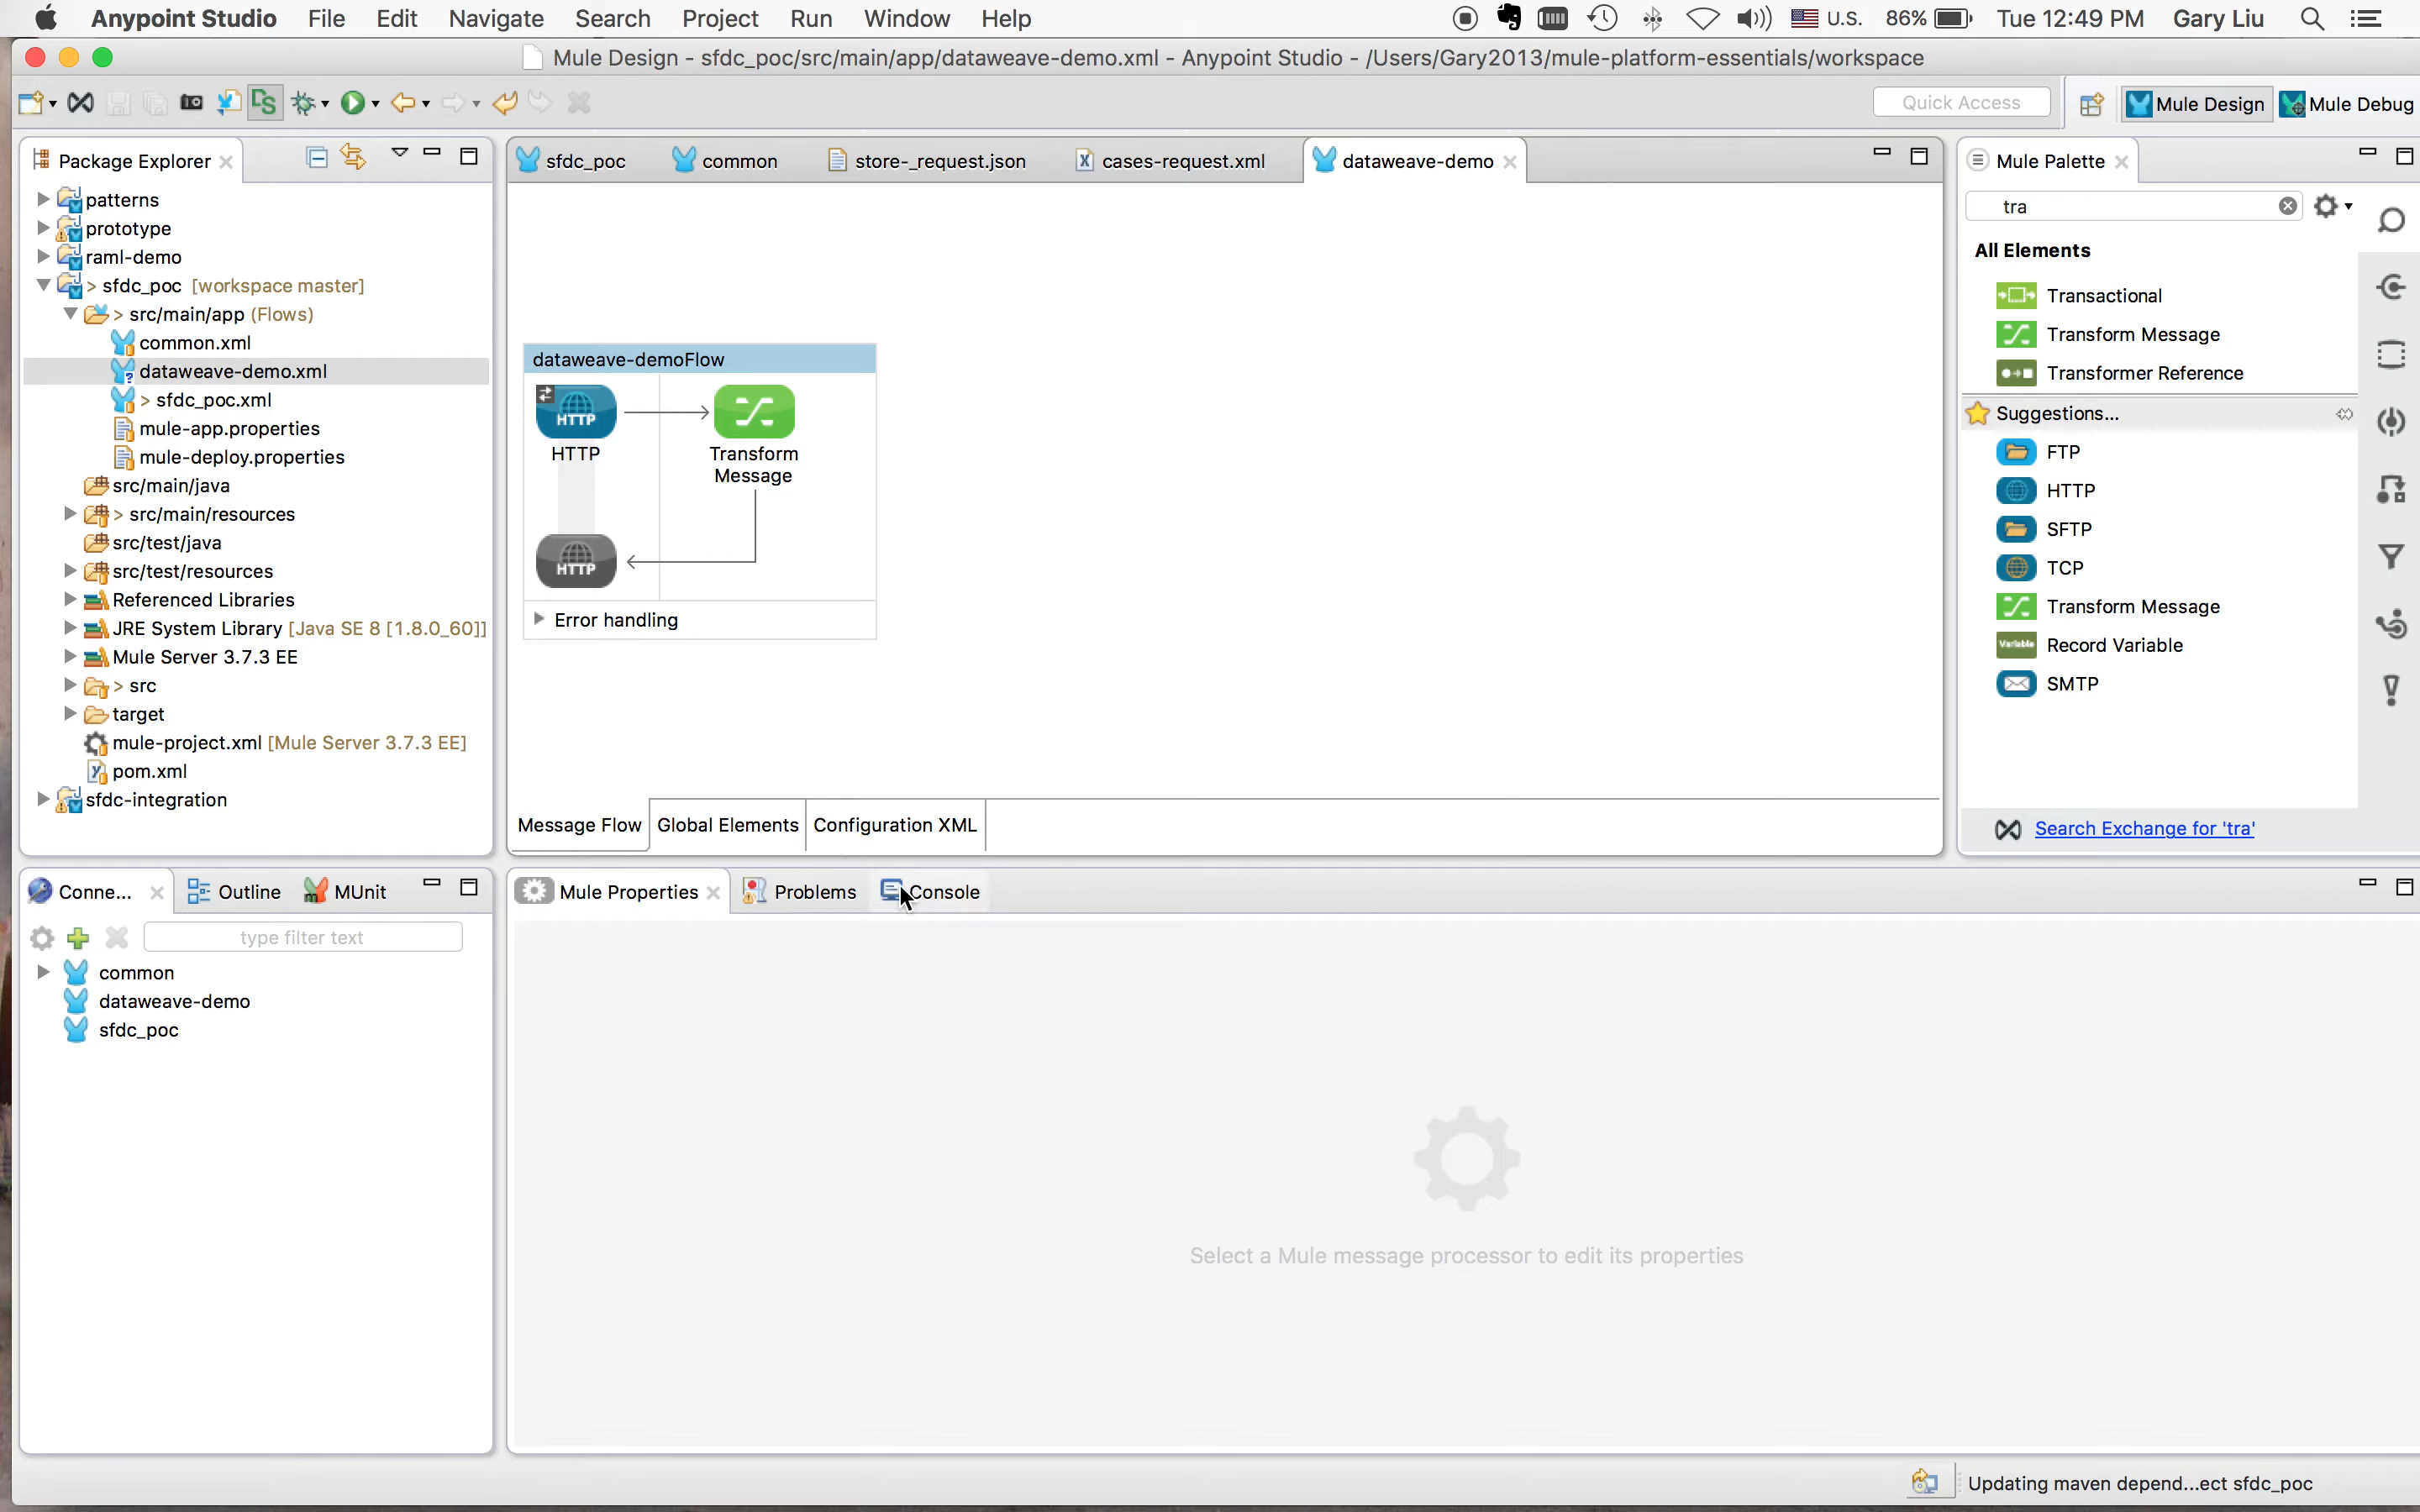 Anypoint Studio File Edit Navigate Search Project Run Window Help U.S. 86% Tue 12:49 PM Gary Liu
Mule Design - sfdc_poc/src/main/app/dataweave-demo.xml - Anypoint Studio - /Users/Gary2013/mule-platform-essentials/workspace
Quick Access Mule Design Mule Debug
Package Explorer
patterns
prototype
raml-demo
> sfdc_poc [workspace master]
> src/main/app (Flows)
common.xml
dataweave-demo.xml
> sfdc_poc.xml
mule-app.properties
mule-deploy.properties
src/main/java
> src/main/resources
src/test/java
src/test/resources
Referenced Libraries
JRE System Library [Java SE 8 [1.8.0_60]]
Mule Server 3.7.3 EE
> src
target
mule-project.xml [Mule Server 3.7.3 EE]
pom.xml
sfdc-integration
sfdc_poc common store-_request.json cases-request.xml dataweave-demo
dataweave-demoFlow
HTTP
HTTP
Transform
Message
HTTP
Error handling
Message Flow Global Elements Configuration XML
Mule Palette
tra
All Elements
Transactional
Transform Message
Transformer Reference
Suggestions...
FTP
HTTP
SFTP
TCP
Transform Message
Variable Record Variable
SMTP
Search Exchange for 'tra'
Conne... Outline MUnit
type filter text
common
dataweave-demo
sfdc_poc
Mule Properties Problems Console
Select a Mule message processor to edit its properties
Updating maven depend...ect sfdc_poc